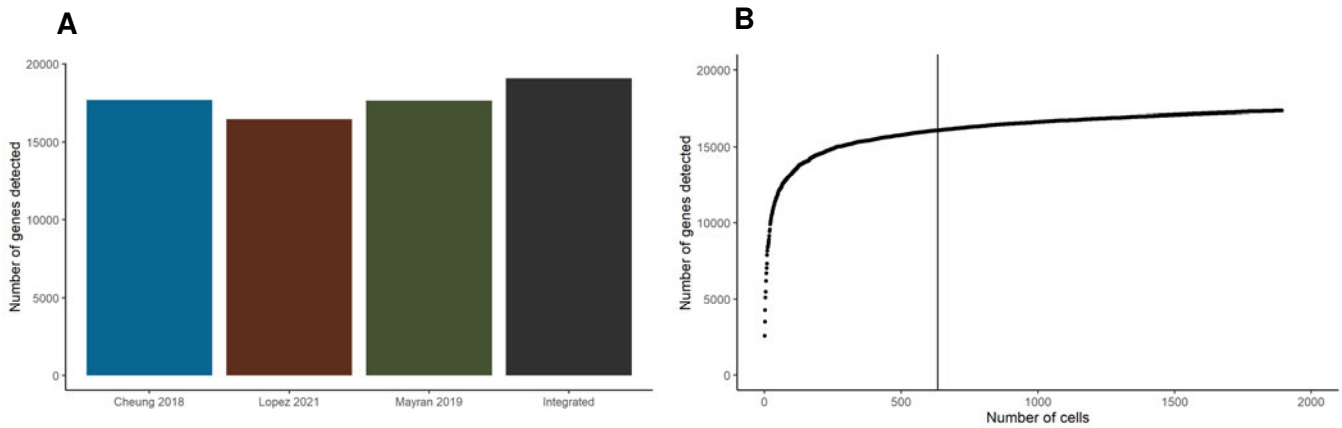 A
Number of genes detected
20000
15000
10000
5000
0
Cheung 2018
Lopez 2021
Mayran 2019
Integrated
B
Number of genes detected
20000
15000
10000
5000
0
0
500
1000
1500
2000
Number of cells